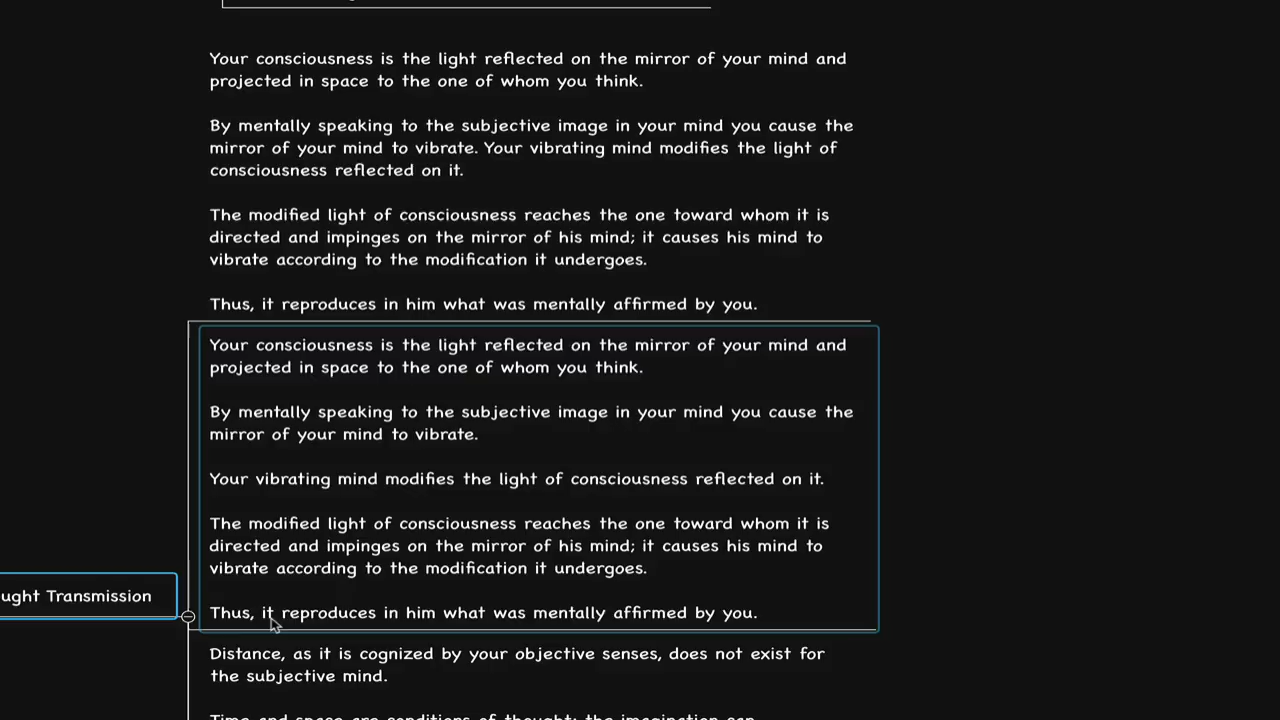 Your consciousness is the light reflected on the mirror of your mind and
projected in space to the one of whom you think.
By mentally speaking to the subjective image in your mind you cause the
mirror of your mind to vibrate. Your vibrating mind modifies the light of
consciousness reflected on it.
The modified light of consciousness reaches the one toward whom it is
directed and impinges on the mirror of his mind; it causes his mind to
vibrate according to the modification it undergoes.
Thus, it reproduces in him what was mentally affirmed by you.
Your consciousness is the light reflected on the mirror of your mind and
projected in space to the one of whom you think.
By mentally speaking to the subjective image in your mind you cause the
mirror of your mind to vibrate.
Your vibrating mind modifies the light of consciousness reflected on it.
The modified light of consciousness reaches the one toward whom it is
directed and impinges on the mirror of his mind; it causes his mind to
vibrate according to the modification it undergoes.
ught Transmission
Thus, it reproduces in him what was mentally affirmed by you.
Distance, as it is cognized by your objective senses, does not exist for
the subjective mind.
Time and space are conditions of thought; the imagination can